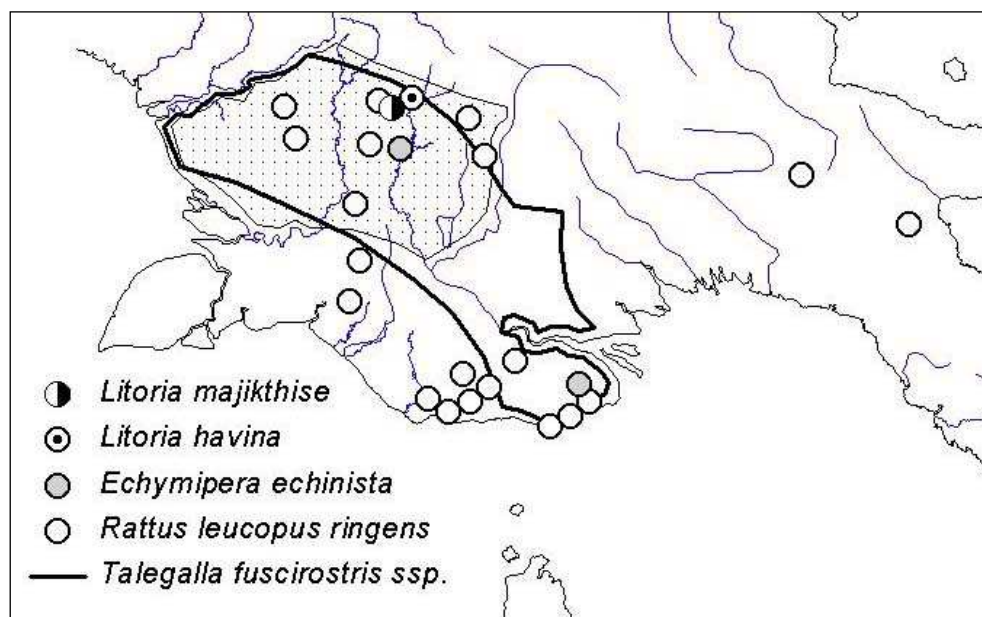 Litoria majikthise
Litoria havina
Echymipera echinista
Rattus leucopus ringens
Talegalla fuscirostris ssp.